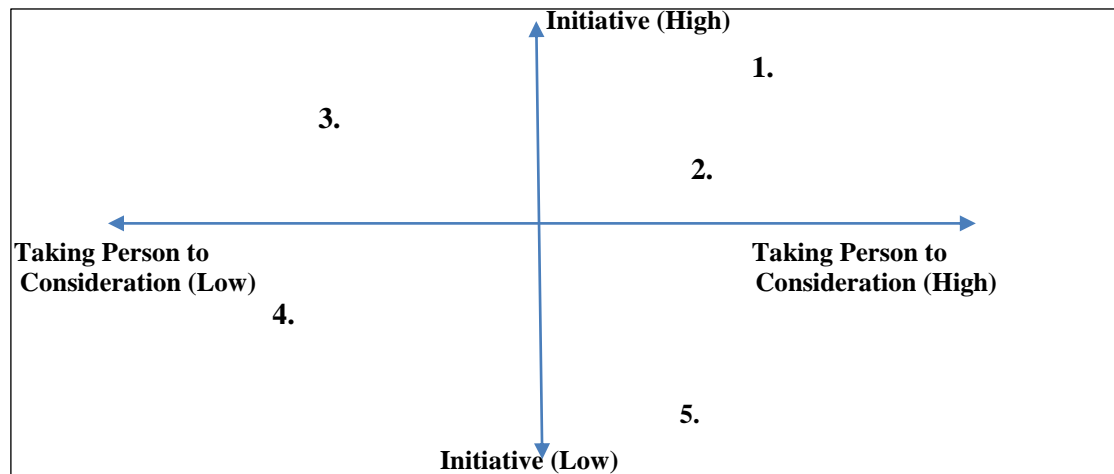 Initiative (High)
1.
3.
2.
Taking Person to
Consideration (Low)
Taking Person to
Consideration (High)
4.
5.
Initiative (Low)